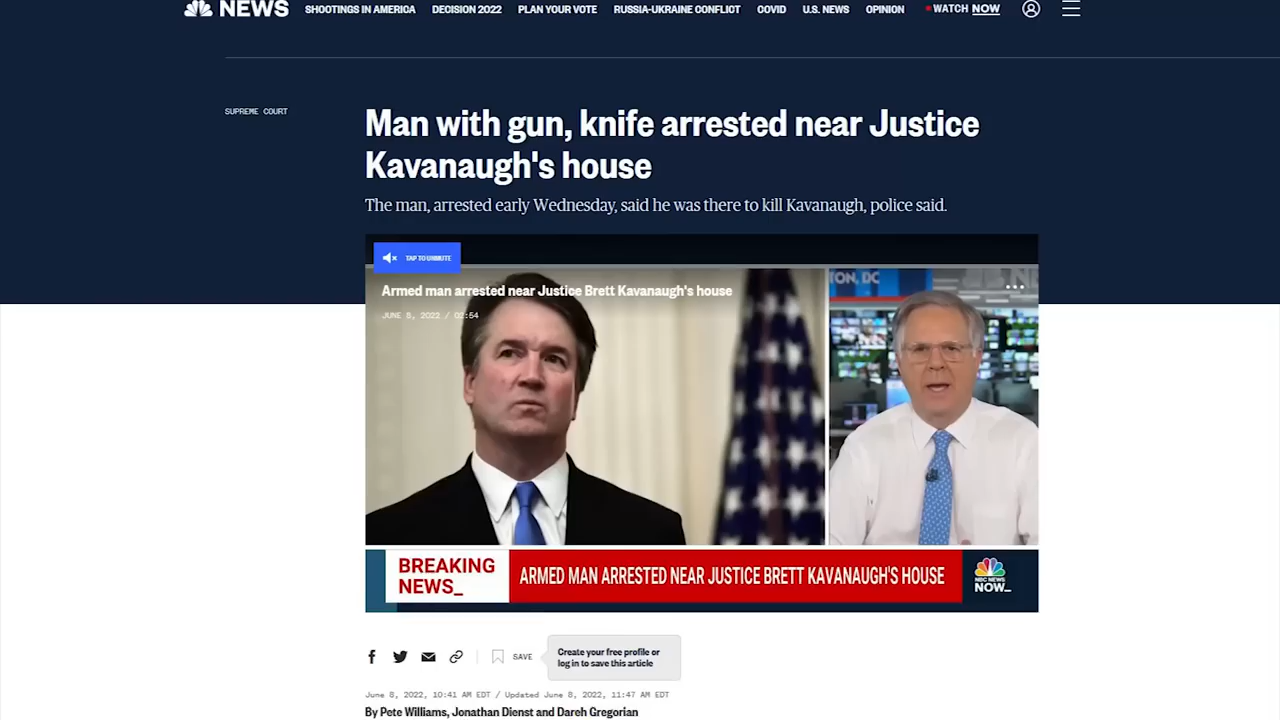 NEWS
SHOOTINGS IN AMERICA DECISION 2022 PLAN YOUR VOTE RUSSIA-UKRAINE CONFLICT COVID U.S. NEWS OPINION WATCH NOW
SUPREME COURT
Man with gun, knife arrested near Justice
Kavanaugh's house
The man, arrested early Wednesday, said he was there to kill Kavanaugh, police said.
TAP TO UNMUTE
Armed man arrested near Justice Brett Kavanaugh's house
JUNE 5, 2022 / 02:54
TON, DC
BREAKING
NEWS_
ARMED MAN ARRESTED NEAR JUSTICE BRETT KAVANAUGH'S HOUSE
NBC NEWS
NOW_
SAVE
Create your free profile or
log in to save this article
June 8, 2022, 10:41 AM EDT / Updated June 8, 2022, 11:47 AM EDT
By Pete Williams, Jonathan Dienst and Dareh Gregorian